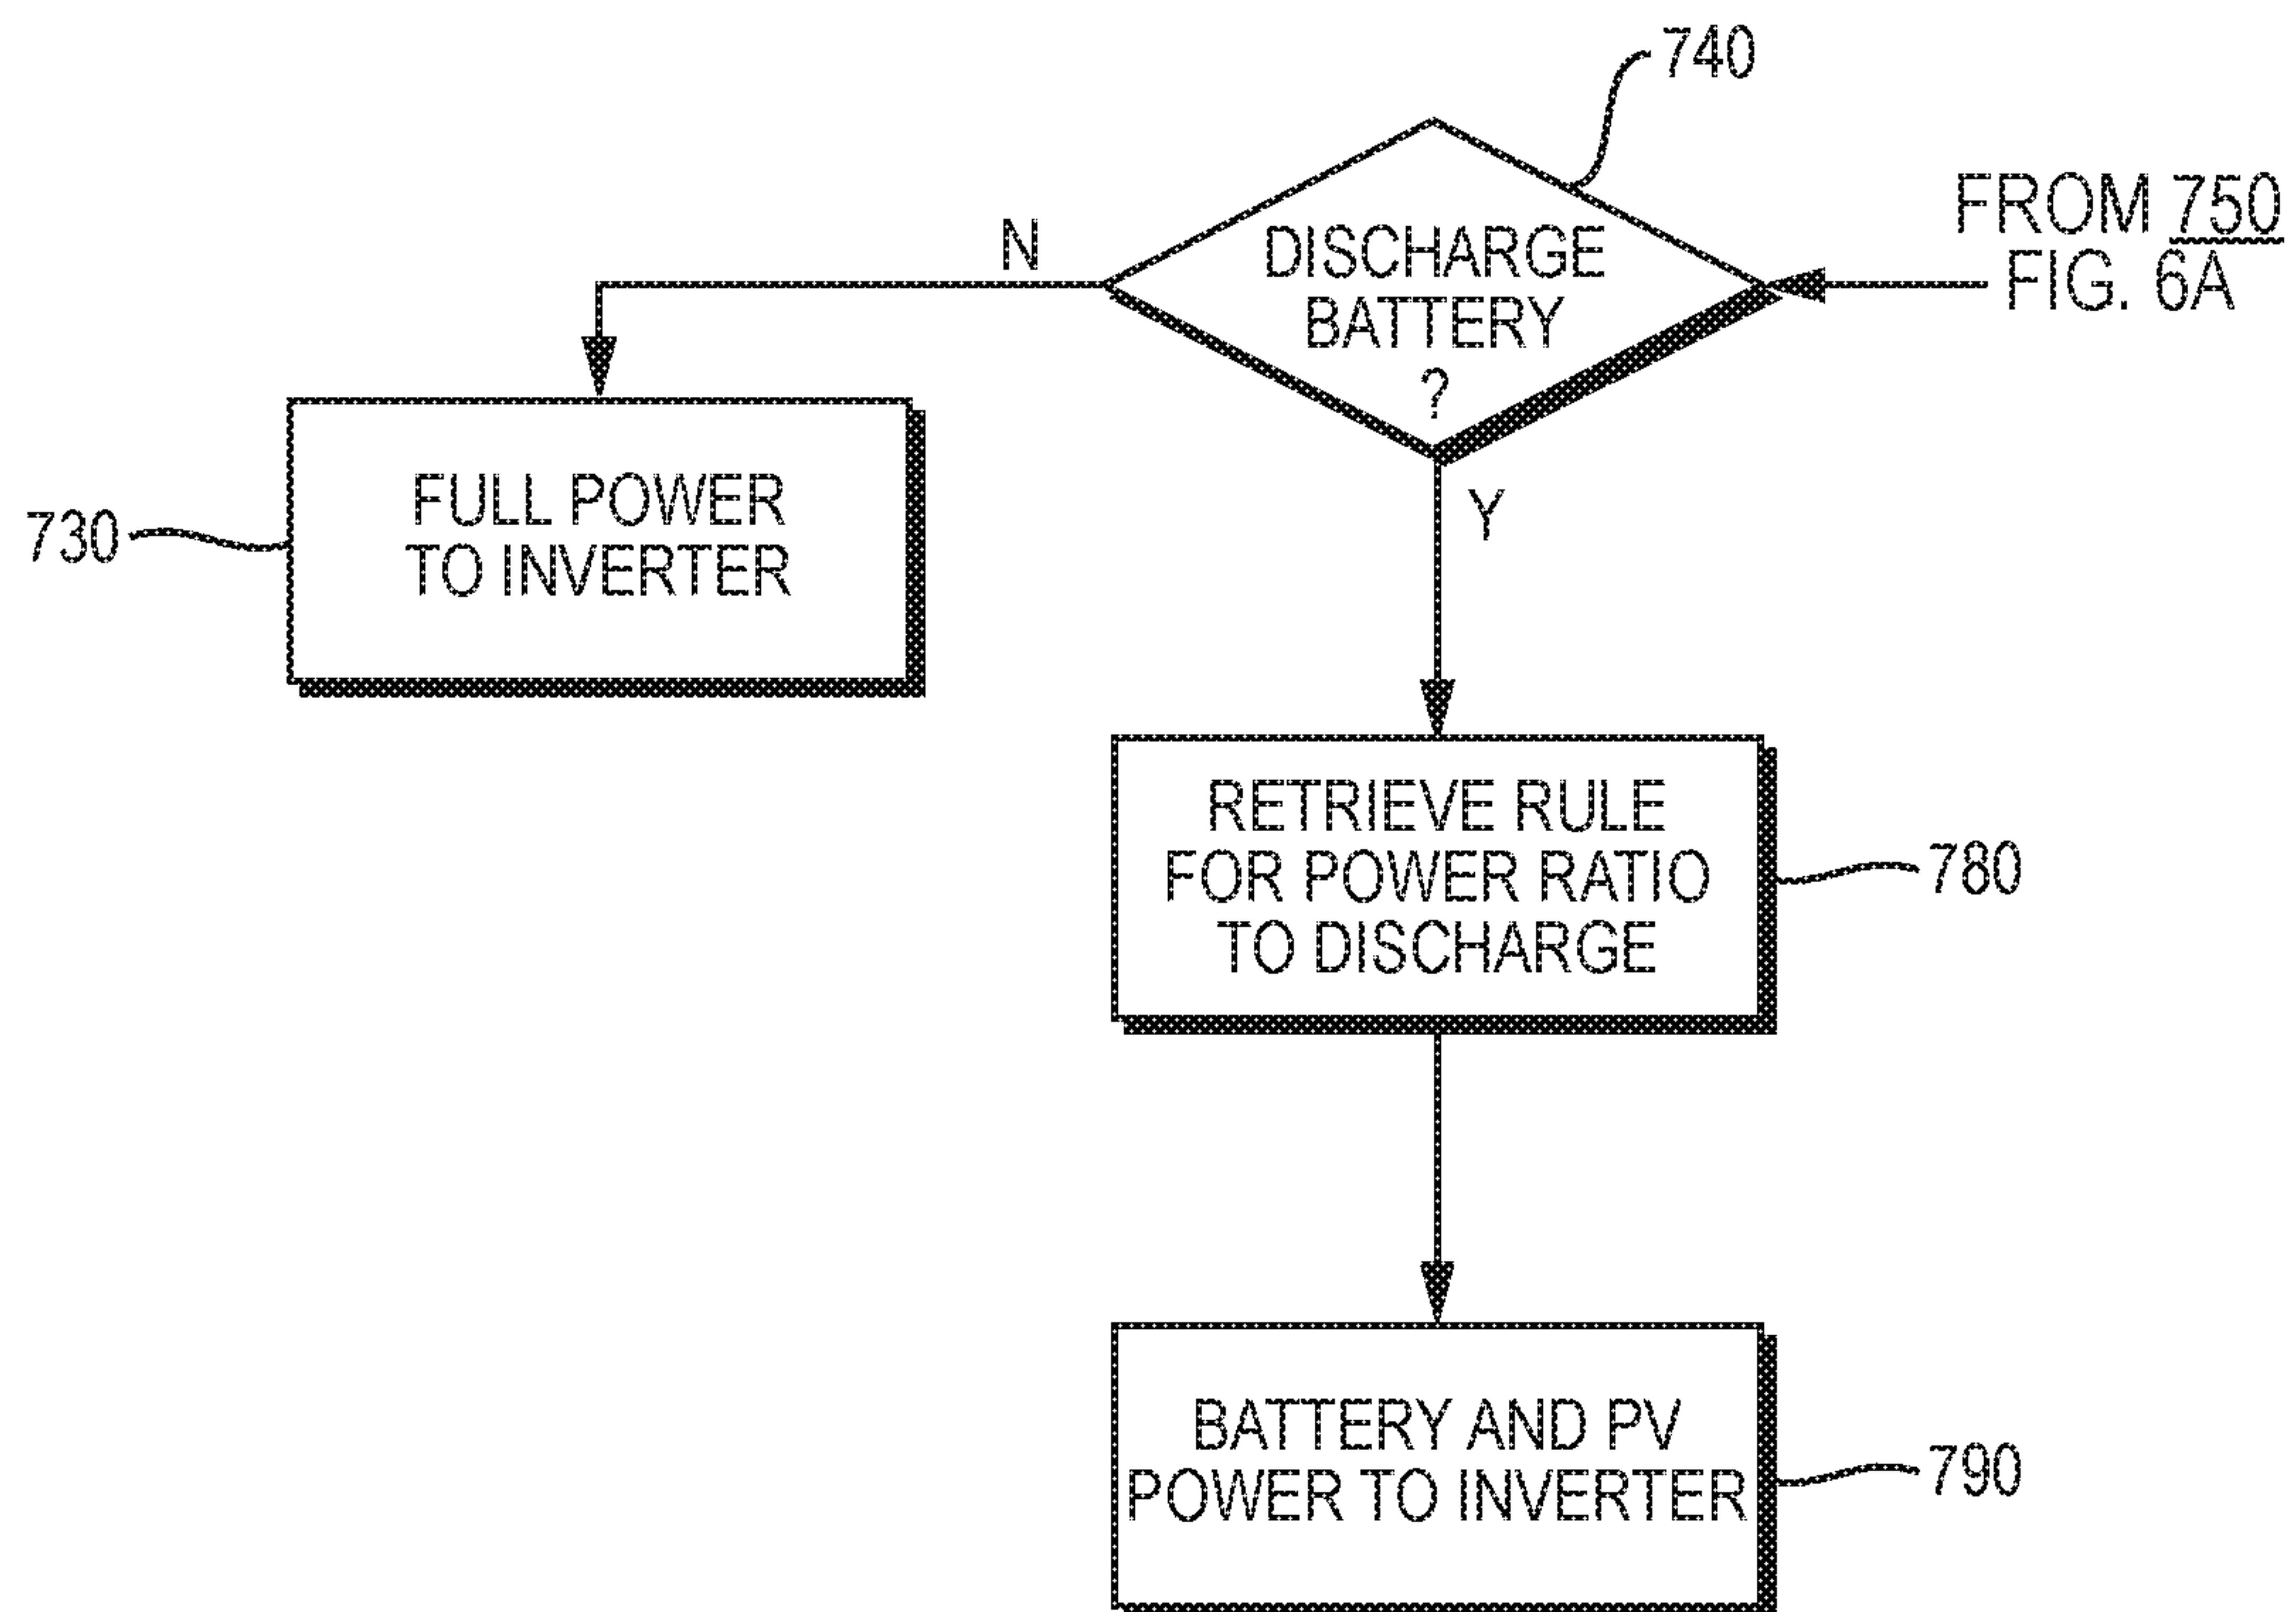 740
FROM 750
FIG. 6A
N
DISCHARGE
BATTERY
?
730
FULL POWER
TO INVERTER
Y
RETRIEVE RULE
FOR POWER RATIO
TO DISCHARGE
780
BATTERY AND PV
POWER TO INVERTER
790